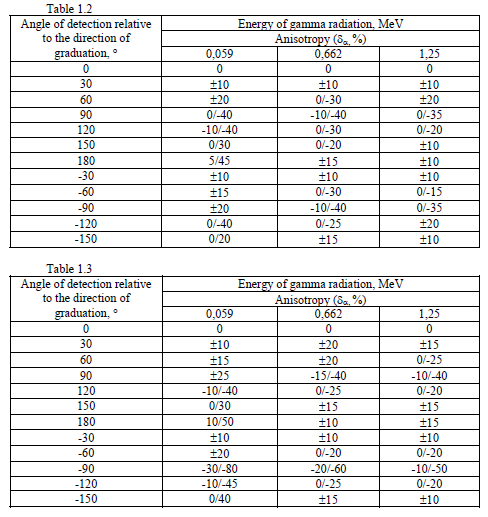 Table 1.2
Angle of detection relative to the direction of graduation, ° Energy of gamma radiation, MeV
Anisotropy (δα, %)
0,059 0,662 1,25
0 0 0 0
30 ±10 ±10 ±10
60 ±20 0/-30 ±20
90 0/-40 -10/-40 0/-35
120 -10/-40 0/-30 0/-20
150 0/30 0/-20 ±10
180 5/45 ±15 ±10
-30 ±10 ±10 ±10
-60 ±15 0/-30 0/-15
-90 ±20 -10/-40 0/-35
-120 0/-40 0/-25 ±20
-150 0/20 ±15 ±10
Table 1.3
Angle of detection relative to the direction of graduation, ° Energy of gamma radiation, MeV
Anisotropy (δα, %)
0,059 0,662 1,25
0 0 0 0
30 ±10 ±20 ±15
60 ±15 ±20 0/-25
90 ±25 -15/-40 -10/-40
120 -10/-40 0/-25 0/-20
150 0/30 ±15 ±15
180 10/50 ±10 ±15
-30 ±10 ±10 ±10
-60 ±20 0/-20 0/-20
-90 -30/-80 -20/-60 -10/-50
-120 -10/-45 0/-25 0/-20
-150 0/40 ±15 ±10